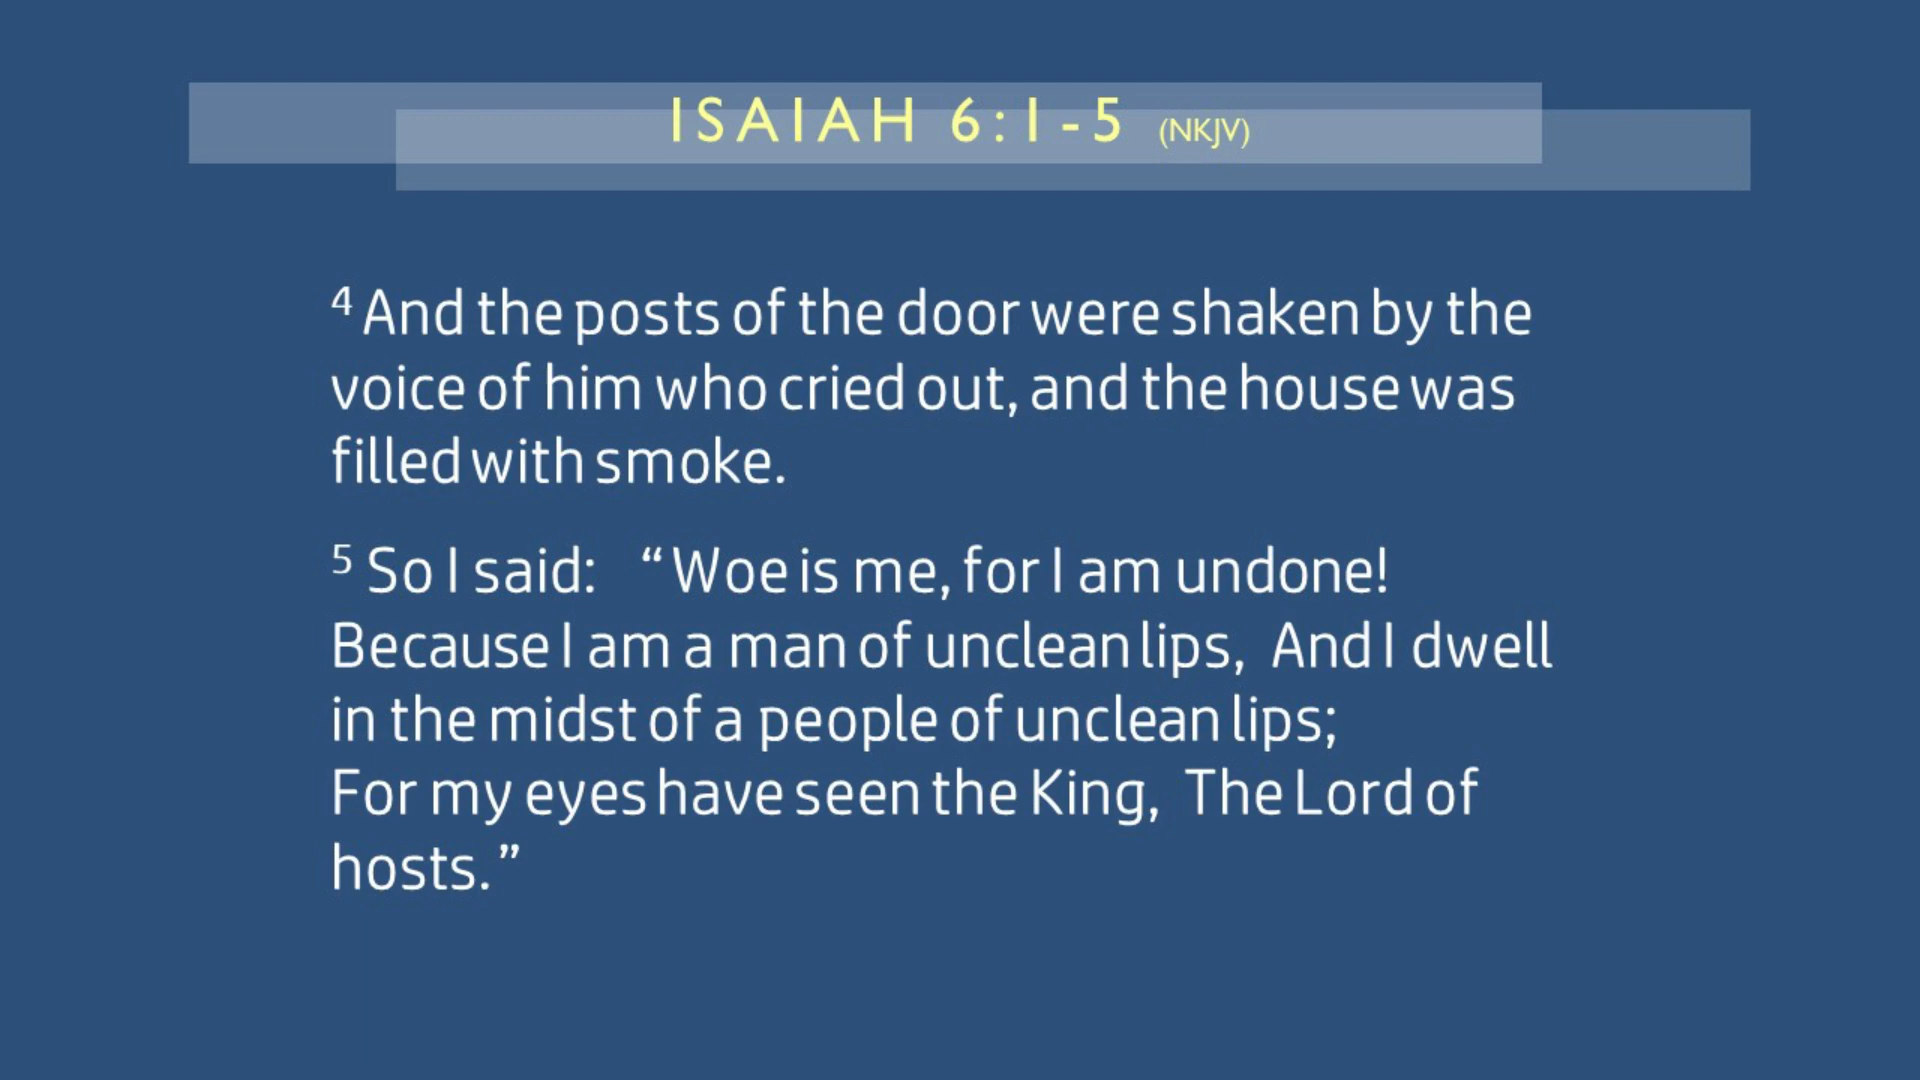 ISAIAH 6:1-5 (NKJV)
4 And the posts of the door were shaken by the
voice of him who cried out, and the house was
filled with smoke.
5 So I said: “Woe is me, for I am undone!
Because I am a man of unclean lips, And I dwell
in the midst of a people of unclean lips;
For my eyes have seen the King, The Lord of
hosts.”